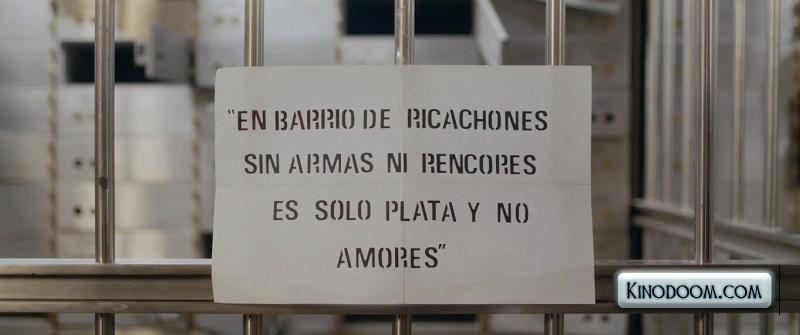 "EN BARRIO DE RICACHONES
SIN ARMAS NI RENCORES
ES SOLO PLATA Y NO
AMORES"
KINODOOM.COM